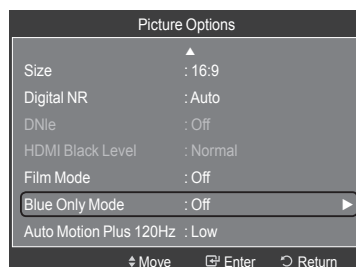 Picture Options
Size : 16:9
Digital NR : Auto
DNIe : Off
HDMI Black Level : Normal
Film Mode : Off
Blue Only Mode : Off
Auto Motion Plus 120Hz : Low
Move Enter Return